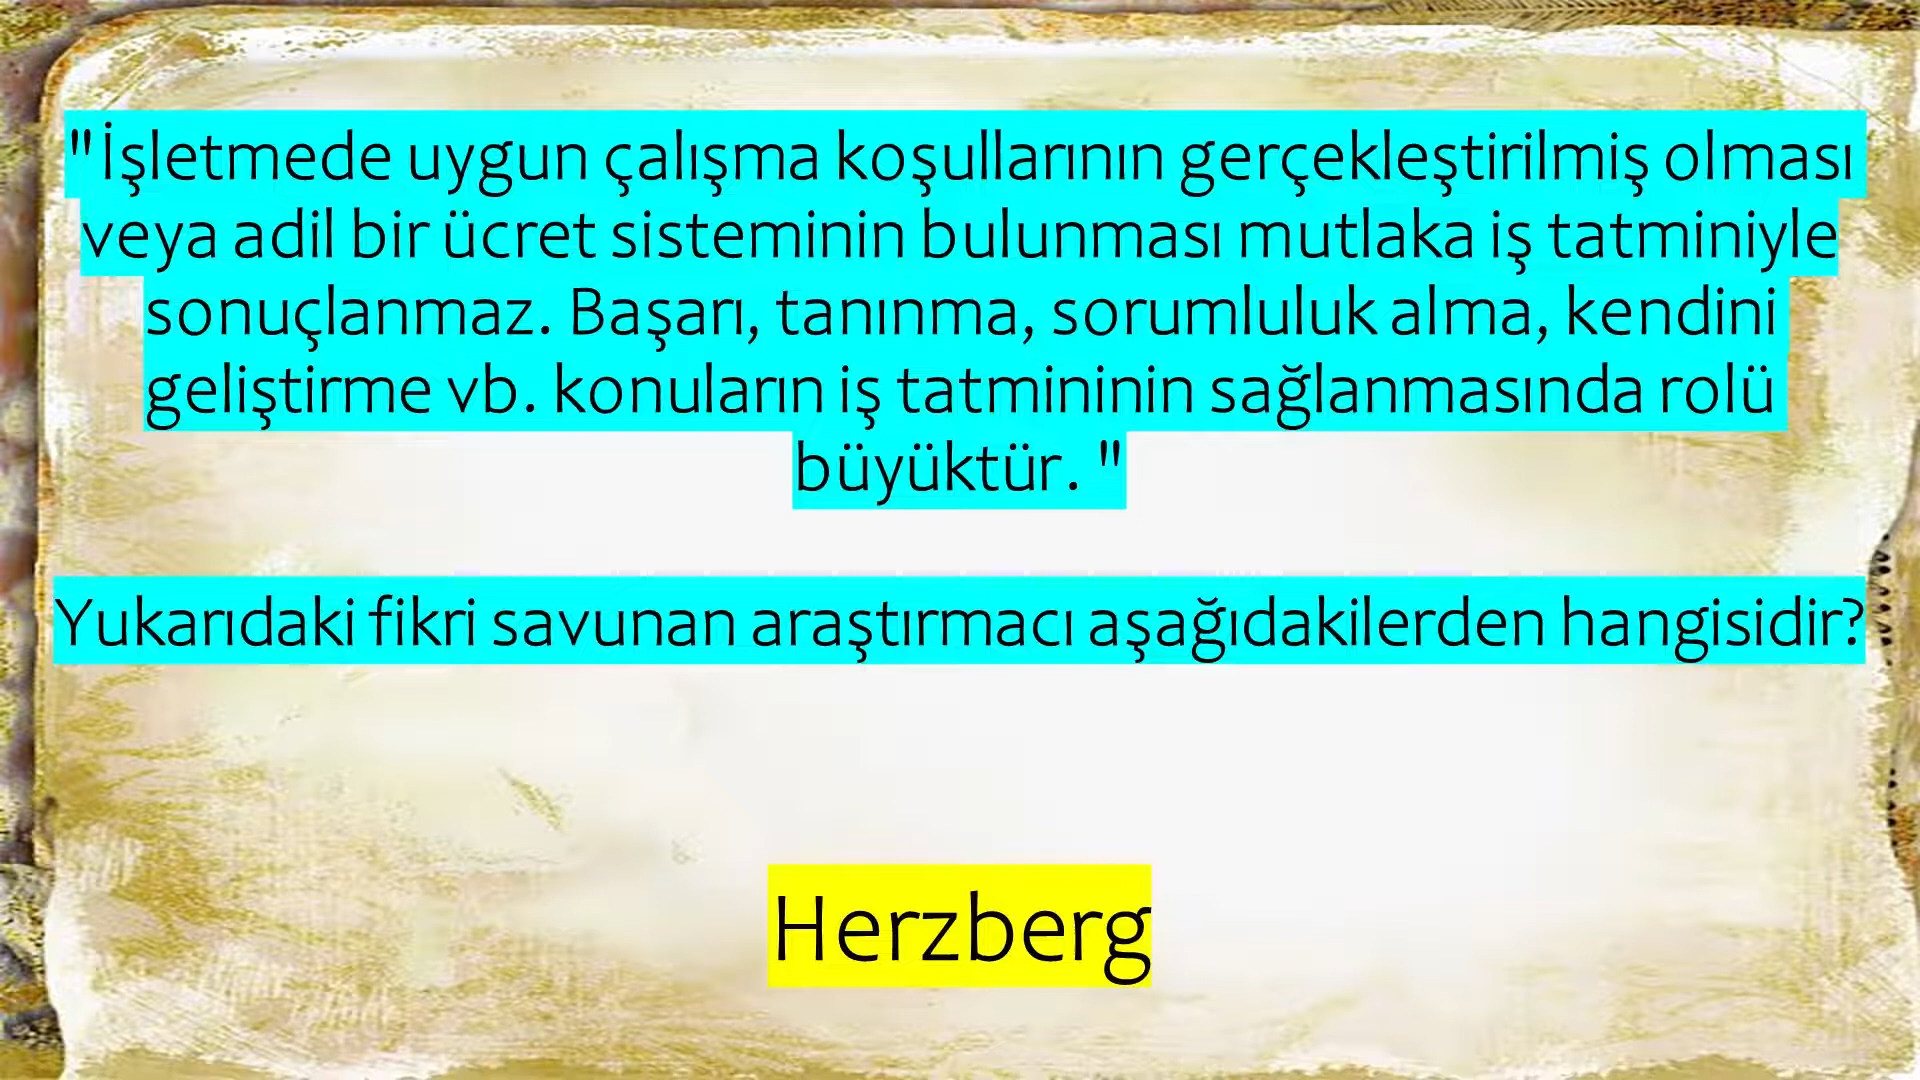 "İşletmede uygun çalışma koşullarının gerçekleştirilmiş olması
veya adil bir ücret sisteminin bulunması mutlaka iş tatminiyle
sonuçlanmaz. Başarı, tanınma, sorumluluk alma, kendini
geliştirme vb. konuların iş tatmininin sağlanmasında rolü
büyüktür. "
Yukarıdaki fikri savunan araştırmacı aşağıdakilerden hangisidir?
Herzberg